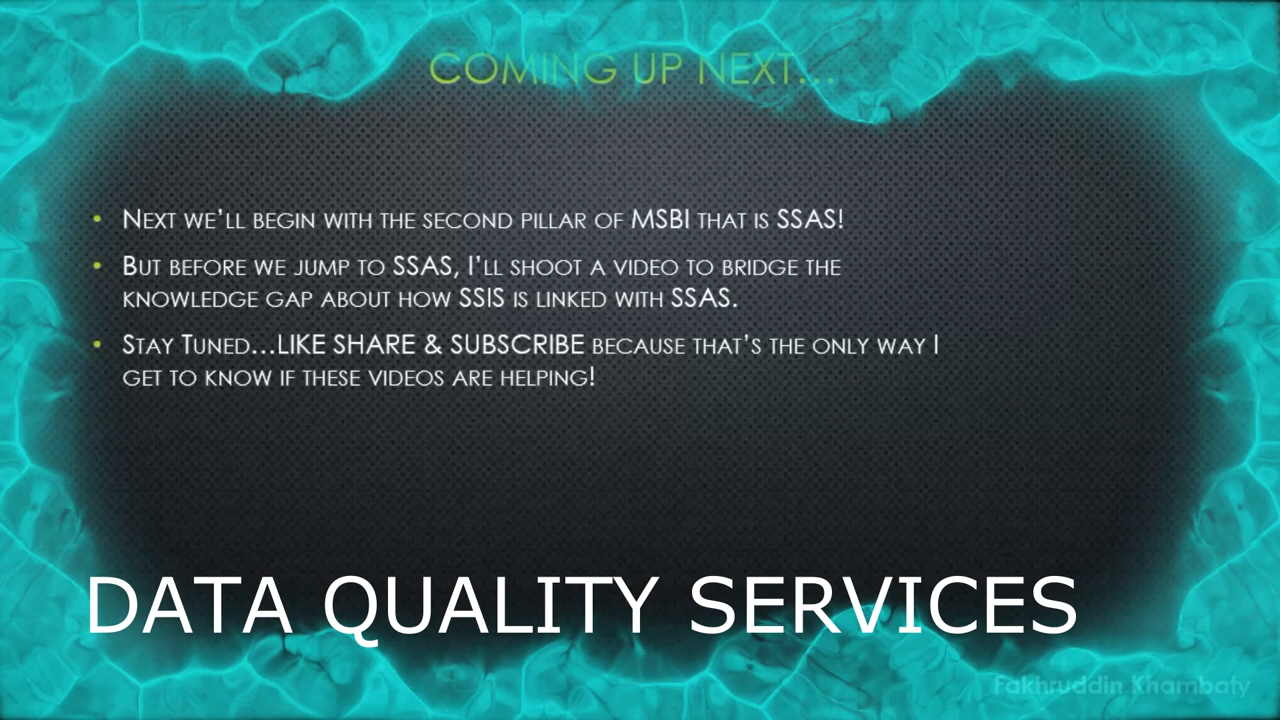 COMING UP NEXT...
• NEXT WE'LL BEGIN WITH THE SECOND PILLAR OF MSBI THAT IS SSAS!
• BUT BEFORE WE JUMP TO SSAS, I'LL SHOOT A VIDEO TO BRIDGE THE
KNOWLEDGE GAP ABOUT HOW SSIS IS LINKED WITH SSAS.
• STAY TUNED...LIKE SHARE & SUBSCRIBE BECAUSE THAT'S THE ONLY WAY I
GET TO KNOW IF THESE VIDEOS ARE HELPING!
DATA QUALITY SERVICES
Fakhruddin Khambaty